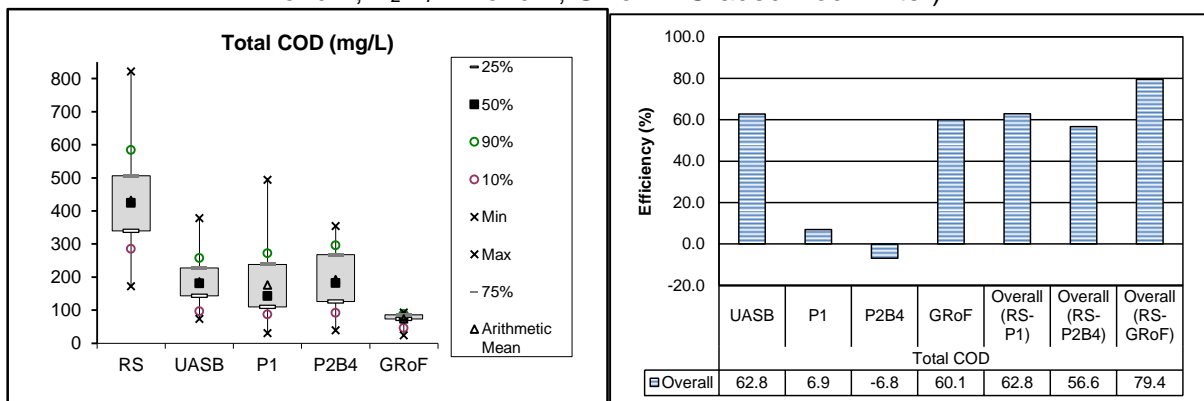 Total COD (mg/L)
800
700
600
500
400
300
200
100
0
RS UASB P1 P2B4 GRoF
25%
50%
90%
10%
Min
Max
75%
Arithmetic
Mean
Efficiency (%)
100.0
80.0
60.0
40.0
20.0
0.0
-20.0
UASB P1 P2B4 GRoF Overall (RS-P1) Overall (RS-P2B4) Overall (RS-GRoF)
Total COD
Overall 62.8 6.9 -6.8 60.1 62.8 56.6 79.4